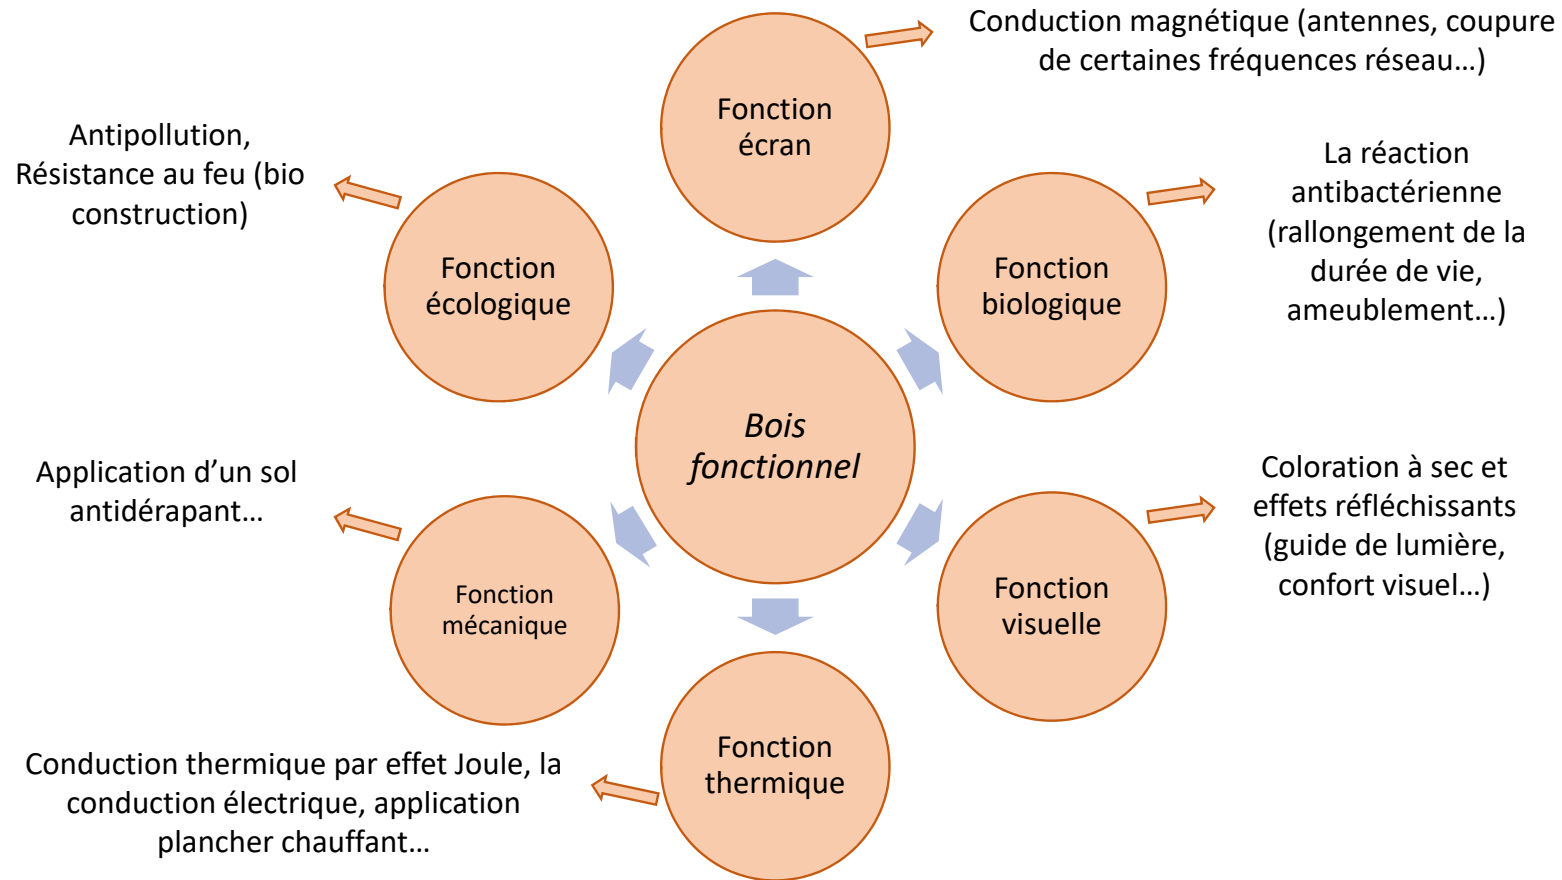 Conduction magnétique (antennes, coupure
de certaines fréquences réseau…)
Fonction
écran
Antipollution,
Résistance au feu (bio
construction)
La réaction
antibactérienne
(rallongement de la
durée de vie,
ameublement…)
Fonction
écologique
Fonction
biologique
Bois
fonctionnel
Application d’un sol
antidérapant…
Coloration à sec et
effets réfléchissants
(guide de lumière,
confort visuel…)
Fonction
mécanique
Fonction
visuelle
Conduction thermique par effet Joule, la
conduction électrique, application
plancher chauffant…
Fonction
thermique